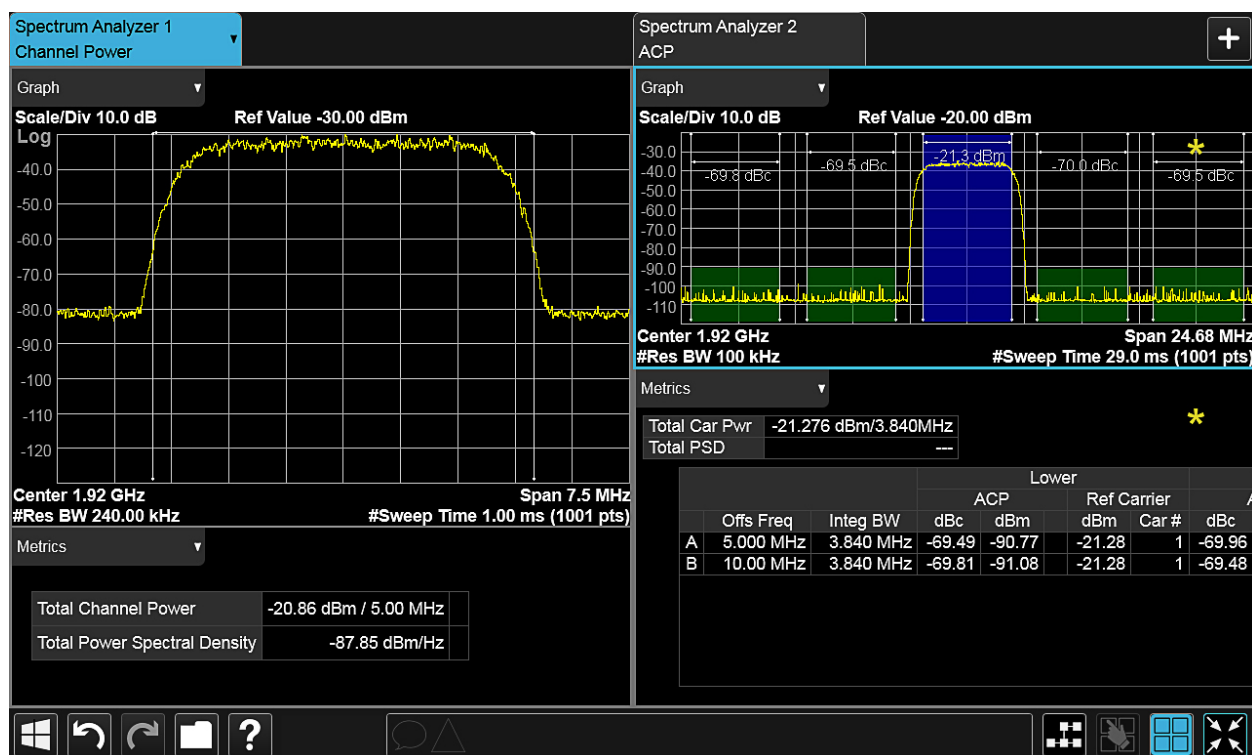 Spectrum Analyzer 1
Channel Power
Spectrum Analyzer 2
ACP
+
Graph
Scale/Div 10.0 dB
Ref Value -30.00 dBm
Log
-40.0
-50.0
-60.0
-70.0
-80.0
-90.0
-100
-110
-120
Center 1.92 GHz
Span 7.5 MHz
#Res BW 240.00 kHz
#Sweep Time 1.00 ms (1001 pts)
Metrics
Total Channel Power -20.86 dBm / 5.00 MHz
Total Power Spectral Density -87.85 dBm/Hz
Graph
Scale/Div 10.0 dB
Ref Value -20.00 dBm
-30.0
-40.0
-50.0
-60.0
-70.0
-80.0
-90.0
-100
-110
-69.8 dBc
-69.5 dBc
-21.3 dBm
-70.0 dBc
-69.5 dBc
*
Center 1.92 GHz
Span 24.68 MHz
#Res BW 100 kHz
#Sweep Time 29.0 ms (1001 pts)
Metrics
*
Total Car Pwr -21.276 dBm/3.840MHz
Total PSD ---
Lower
ACP Ref Carrier A
Offs Freq Integ BW dBc dBm dBm Car # dBc
A 5.000 MHz 3.840 MHz -69.49 -90.77 -21.28 1 -69.96
B 10.00 MHz 3.840 MHz -69.81 -91.08 -21.28 1 -69.48
?